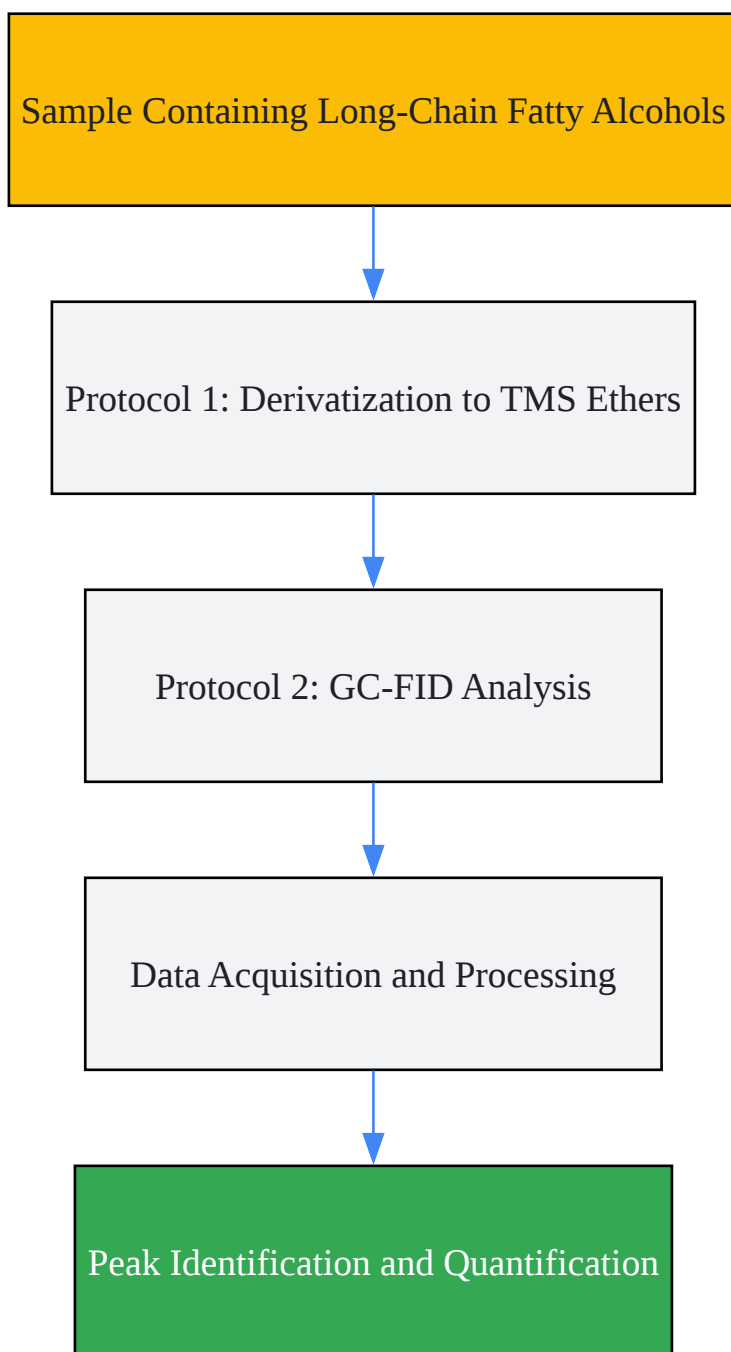 Sample Containing Long-Chain Fatty Alcohols
Protocol 1: Derivatization to TMS Ethers
Protocol 2: GC-FID Analysis
Data Acquisition and Processing
Peak Identification and Quantification